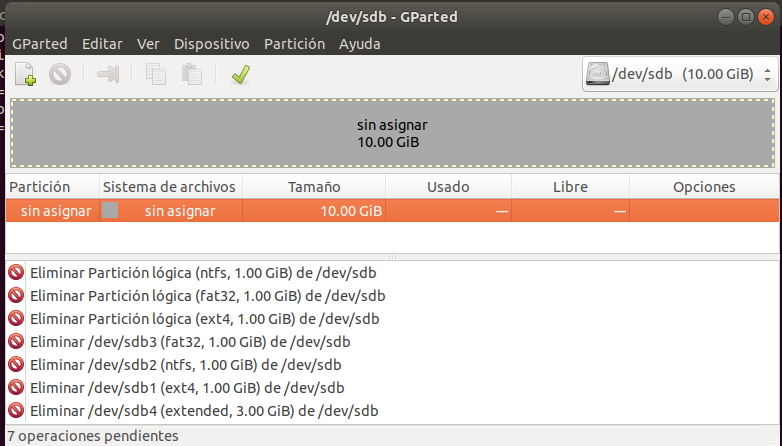 /dev/sdb - GParted
GParted Editar Ver Dispositivo Partición Ayuda
/dev/sdb (10.00 GiB)
sin asignar
10.00 GiB
Partición Sistema de archivos Tamaño Usado Libre Opciones
sin asignar sin asignar 10.00 GiB --- ---
Eliminar Partición lógica (ntfs, 1.00 GiB) de /dev/sdb
Eliminar Partición lógica (fat32, 1.00 GiB) de /dev/sdb
Eliminar Partición lógica (ext4, 1.00 GiB) de /dev/sdb
Eliminar /dev/sdb3 (fat32, 1.00 GiB) de /dev/sdb
Eliminar /dev/sdb2 (ntfs, 1.00 GiB) de /dev/sdb
Eliminar /dev/sdb1 (ext4, 1.00 GiB) de /dev/sdb
Eliminar /dev/sdb4 (extended, 3.00 GiB) de /dev/sdb
7 operaciones pendientes